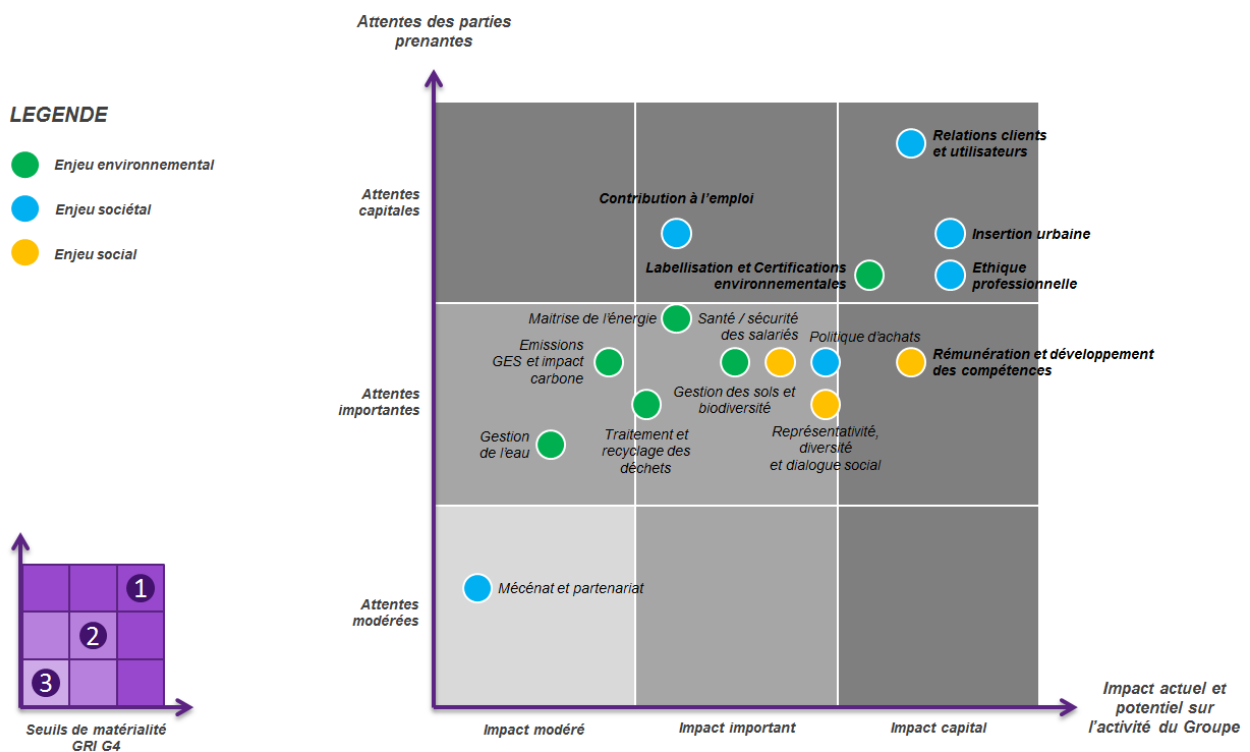 Attentes des parties
prenantes
LEGENDE
Enjeu environnemental
Enjeu sociétal
Enjeu social
Attentes
capitales
Attentes
importantes
Attentes
modérées
Relations clients
et utilisateurs
Contribution à l'emploi
Insertion urbaine
Labellisation et Certifications
environnementales
Ethique
professionnelle
Maitrise de l'énergie
Santé / sécurité
des salariés
Politique d'achats
Emissions
GES et impact
carbone
Rémunération et développement
des compétences
Gestion des sols et
biodiversité
Gestion
de l'eau
Traitement et
recyclage des
déchets
Représentativité,
diversité
et dialogue social
Mécénat et partenariat
1
2
3
Seuils de matérialité
GRI G4
Impact modéré
Impact important
Impact capital
Impact actuel et
potentiel sur
l'activité du Groupe